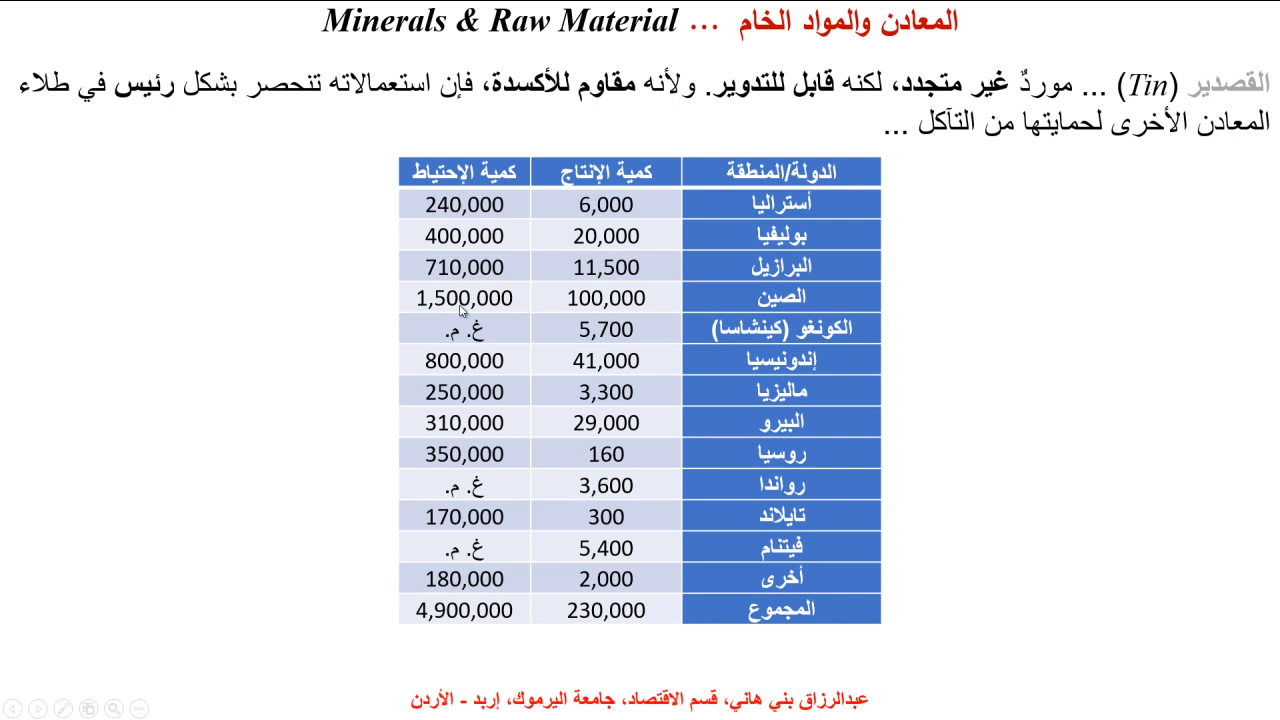 المعادن والمواد الخام ... Minerals & Raw Material
القصدير (Tin) ... موردٌ غير متجدد، لكنه قابل للتدوير. ولأنه مقاوم للأكسدة، فإن استعمالاته تنحصر بشكل رئيس في طلاء
المعادن الأخرى لحمايتها من التآكل ...
الدولة/المنطقة كمية الإنتاج كمية الإحتياط
أستراليا 6,000 240,000
بوليفيا 20,000 400,000
البرازيل 11,500 710,000
الصين 100,000 1,500,000
الكونغو (كينشاسا) 5,700 غ. م.
إندونيسيا 41,000 800,000
ماليزيا 3,300 250,000
البيرو 29,000 310,000
روسيا 160 350,000
رواندا 3,600 غ. م.
تايلاند 300 170,000
فيتنام 5,400 غ. م.
أخرى 2,000 180,000
المجموع 230,000 4,900,000
عبدالرزاق بني هاني، قسم الاقتصاد، جامعة اليرموك، إربد - الأردن